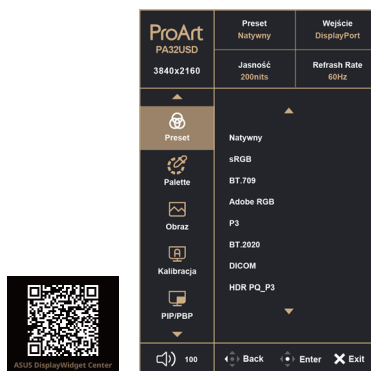 ProArt
PA32USD
3840x2160
Preset
Natywny
Wejście
DisplayPort
Jasność
200nits
Refresh Rate
60Hz
Preset
Palette
Obraz
Kalibracja
PIP/PBP
Natywny
sRGB
BT.709
Adobe RGB
P3
BT.2020
DICOM
HDR PQ_P3
100
Back
Enter
Exit
ASUS DisplayWidget Center